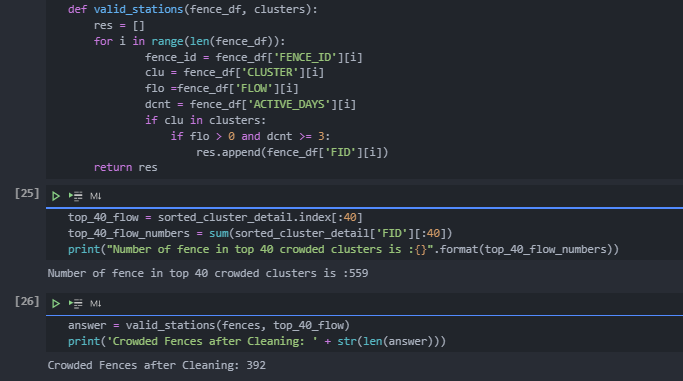 def valid_stations(fence_df, clusters):
    res = []
    for i in range(len(fence_df)):
            fence_id = fence_df['FENCE_ID'][i]
            clu = fence_df['CLUSTER'][i]
            flo =fence_df['FLOW'][i]
            dcnt = fence_df['ACTIVE_DAYS'][i]
            if clu in clusters:
                if flo > 0 and dcnt >= 3:
                    res.append(fence_df['FID'][i])
    return res
[25]
M↓
top_40_flow = sorted_cluster_detail.index[:40]
top_40_flow_numbers = sum(sorted_cluster_detail['FID'][:40])
print("Number of fence in top 40 crowded clusters is :{}".format(top_40_flow_numbers))
Number of fence in top 40 crowded clusters is :559
[26]
M↓
answer = valid_stations(fences, top_40_flow)
print('Crowded Fences after Cleaning: ' + str(len(answer)))
Crowded Fences after Cleaning: 392